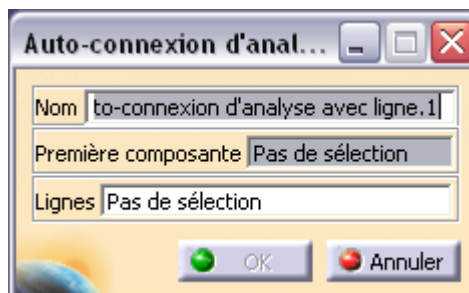 Auto-connexion d'anal...
Nom to-connexion d'analyse avec ligne.1
Première composante Pas de sélection
Lignes Pas de sélection
OK Annuler